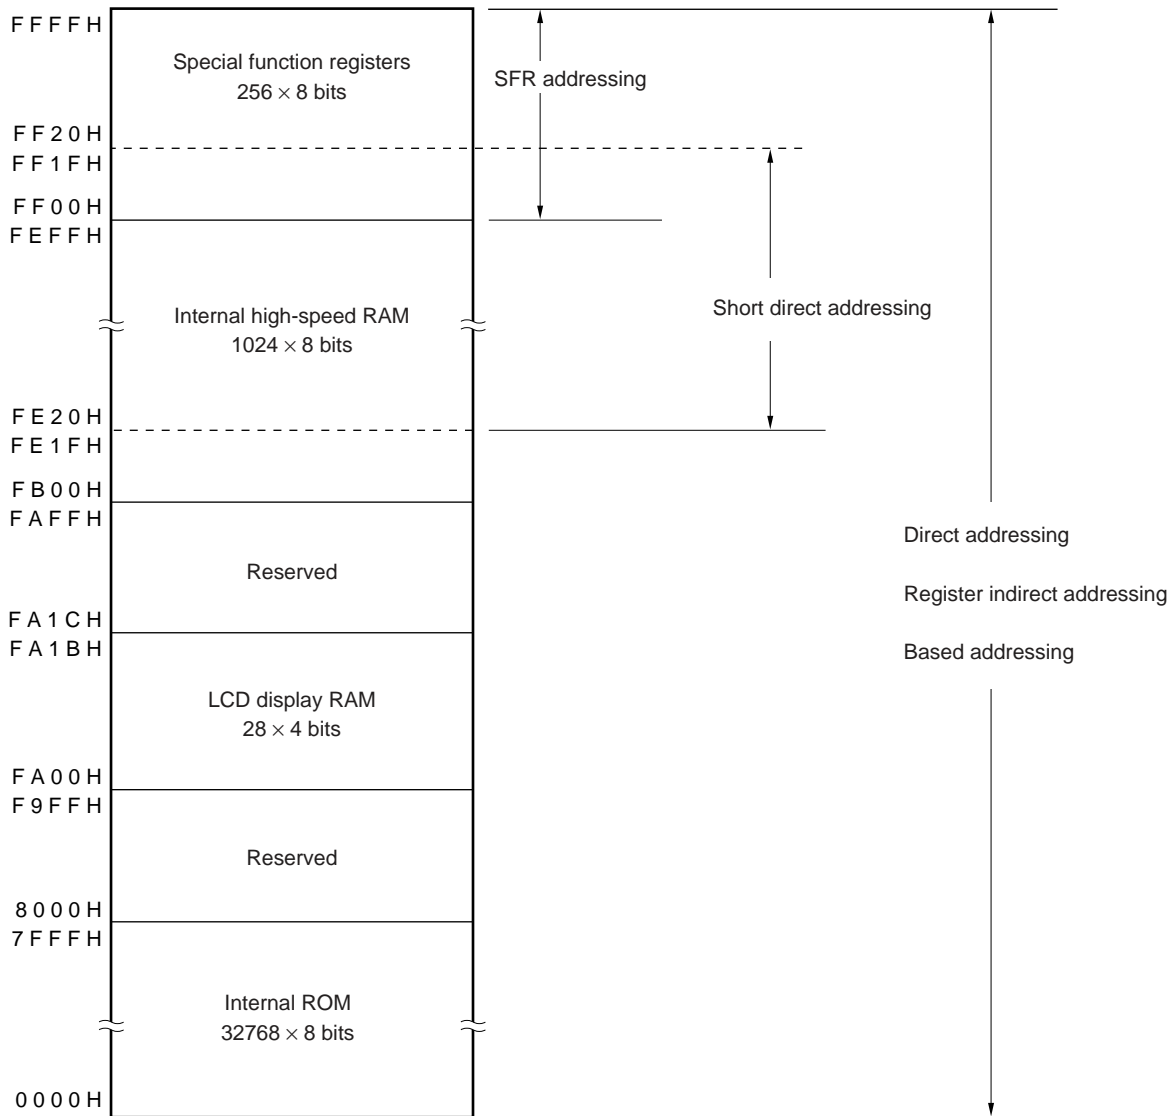 FFFFH
Special function registers
256 × 8 bits
SFR addressing
FF20H
FF1FH
FF00H
FEFFH
Internal high-speed RAM
1024 × 8 bits
Short direct addressing
FE20H
FE1FH
FB00H
FAFFH
Direct addressing
Reserved
Register indirect addressing
FA1CH
FA1BH
Based addressing
LCD display RAM
28 × 4 bits
FA00H
F9FFH
Reserved
8000H
7FFFH
Internal ROM
32768 × 8 bits
0000H